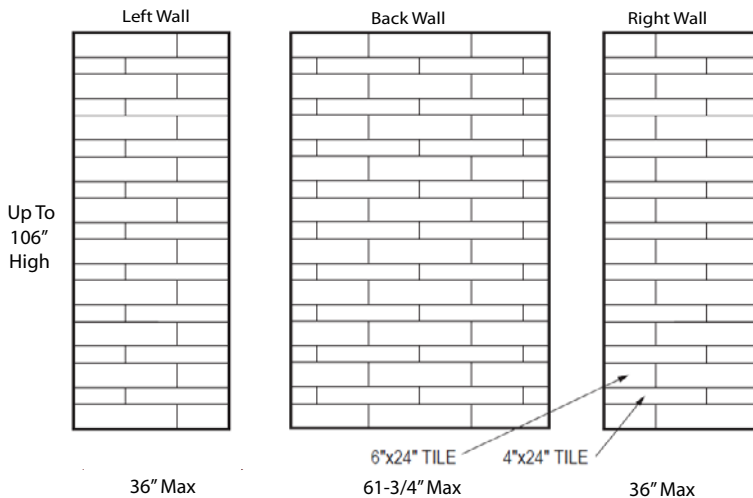 Left Wall
Back Wall
Right Wall
Up To
106”
High
6"x24" TILE
4"x24" TILE
36” Max
61-3/4” Max
36” Max